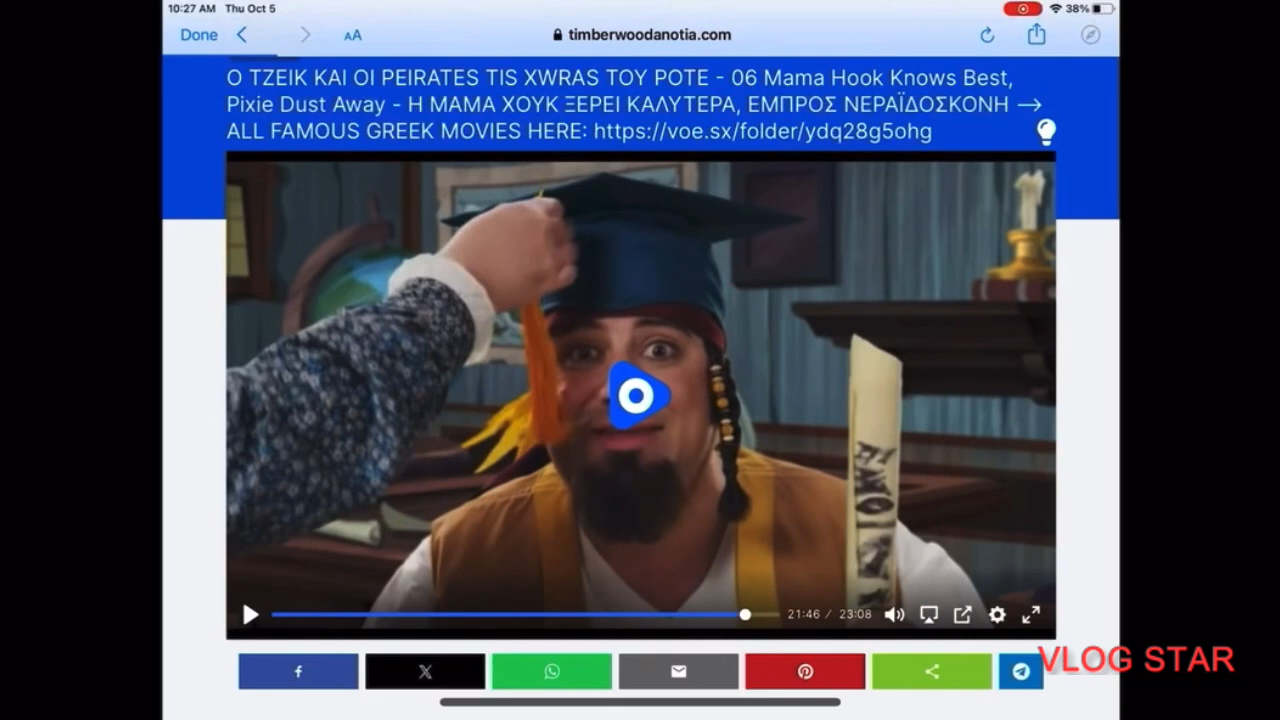 10:27 AM Thu Oct 5
38%
Done
AA
timberwoodanotia.com
Ο ΤΖΕΙΚ ΚΑΙ ΟΙ PEIRATES TIS XWRAS TOY POTE - 06 Mama Hook Knows Best,
Pixie Dust Away - Η ΜΑΜΑ ΧΟΥΚ ΞΕΡΕΙ ΚΑΛΥΤΕΡΑ, ΕΜΠΡΟΣ ΝΕΡΑΪΔΟΣΚΟΝΗ →
ALL FAMOUS GREEK MOVIES HERE: https://voe.sx/folder/ydq28g5ohg
21:46 / 23:08
VLOG STAR